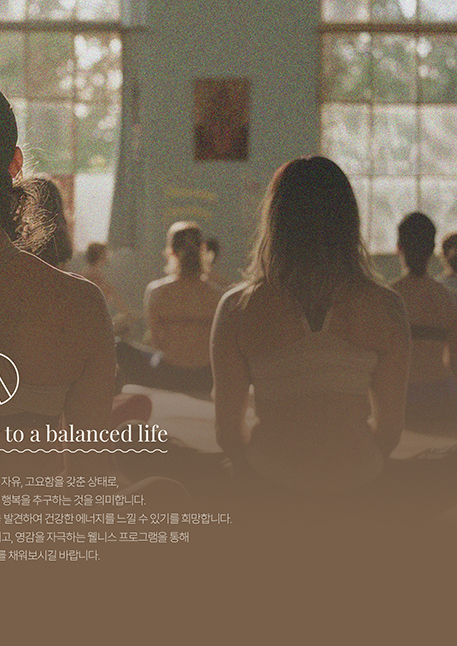 to a balanced life
자유, 고요함을 갖춘 상태로,
행복을 추구하는 것을 의미합니다.
발견하여 건강한 에너지를 느낄 수 있기를 희망합니다.
고, 영감을 자극하는 웰니스 프로그램을 통해
를 채워보시길 바랍니다.